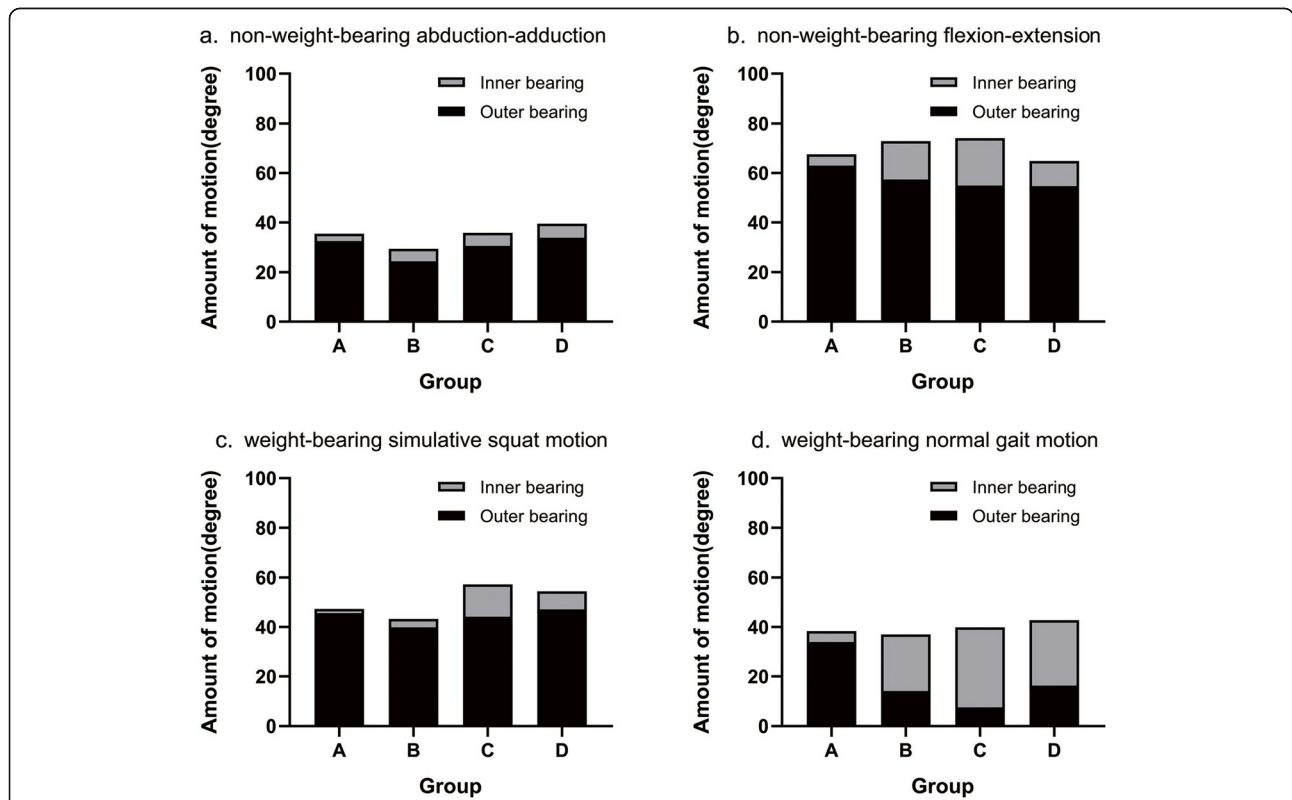 a. non-weight-bearing abduction-adduction
Amount of motion(degree)
100
80
60
40
20
0
Inner bearing
Outer bearing
A B C D
Group
b. non-weight-bearing flexion-extension
Amount of motion(degree)
100
80
60
40
20
0
Inner bearing
Outer bearing
A B C D
Group
c. weight-bearing simulative squat motion
Amount of motion(degree)
100
80
60
40
20
0
Inner bearing
Outer bearing
A B C D
Group
d. weight-bearing normal gait motion
Amount of motion(degree)
100
80
60
40
20
0
Inner bearing
Outer bearing
A B C D
Group